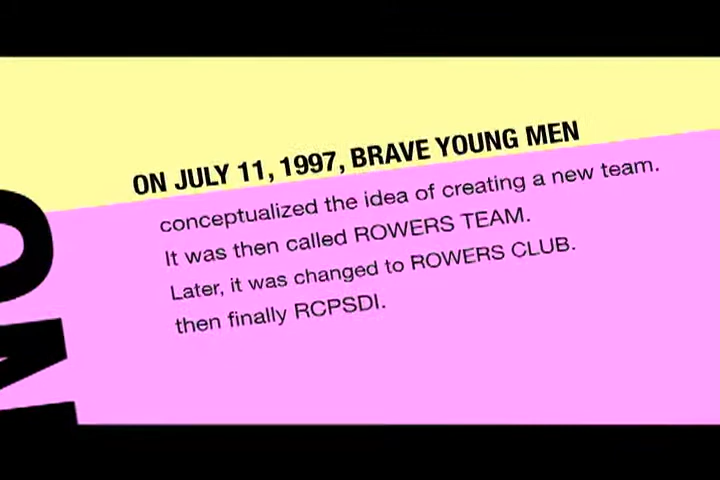 ON JULY 11, 1997, BRAVE YOUNG MEN
conceptualized the idea of creating a new team.
It was then called ROWERS TEAM.
Later, it was changed to ROWERS CLUB.
then finally RCPSDI.